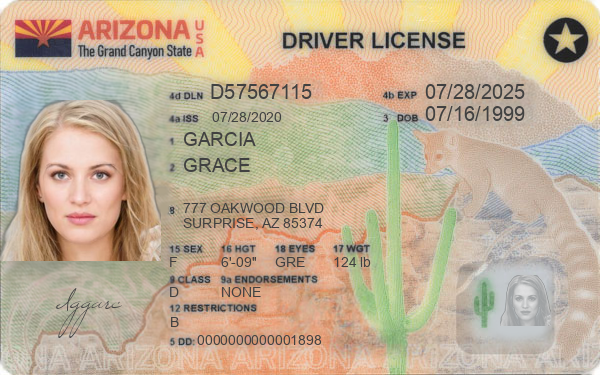 ARIZONA USA
The Grand Canyon State
DRIVER LICENSE
4d DLN D57567115
4b EXP 07/28/2025
4a ISS 07/28/2020
3 DOB 07/16/1999
1 GARCIA
2 GRACE
8 777 OAKWOOD BLVD
SURPRISE, AZ 85374
15 SEX 16 HGT 18 EYES 17 WGT
F 6'-09" GRE 124 lb
9 CLASS 9a ENDORSEMENTS
D NONE
12 RESTRICTIONS
B
5 DD: 0000000000001898
ARIZONA ARIZONA ARIZONA ARIZONA